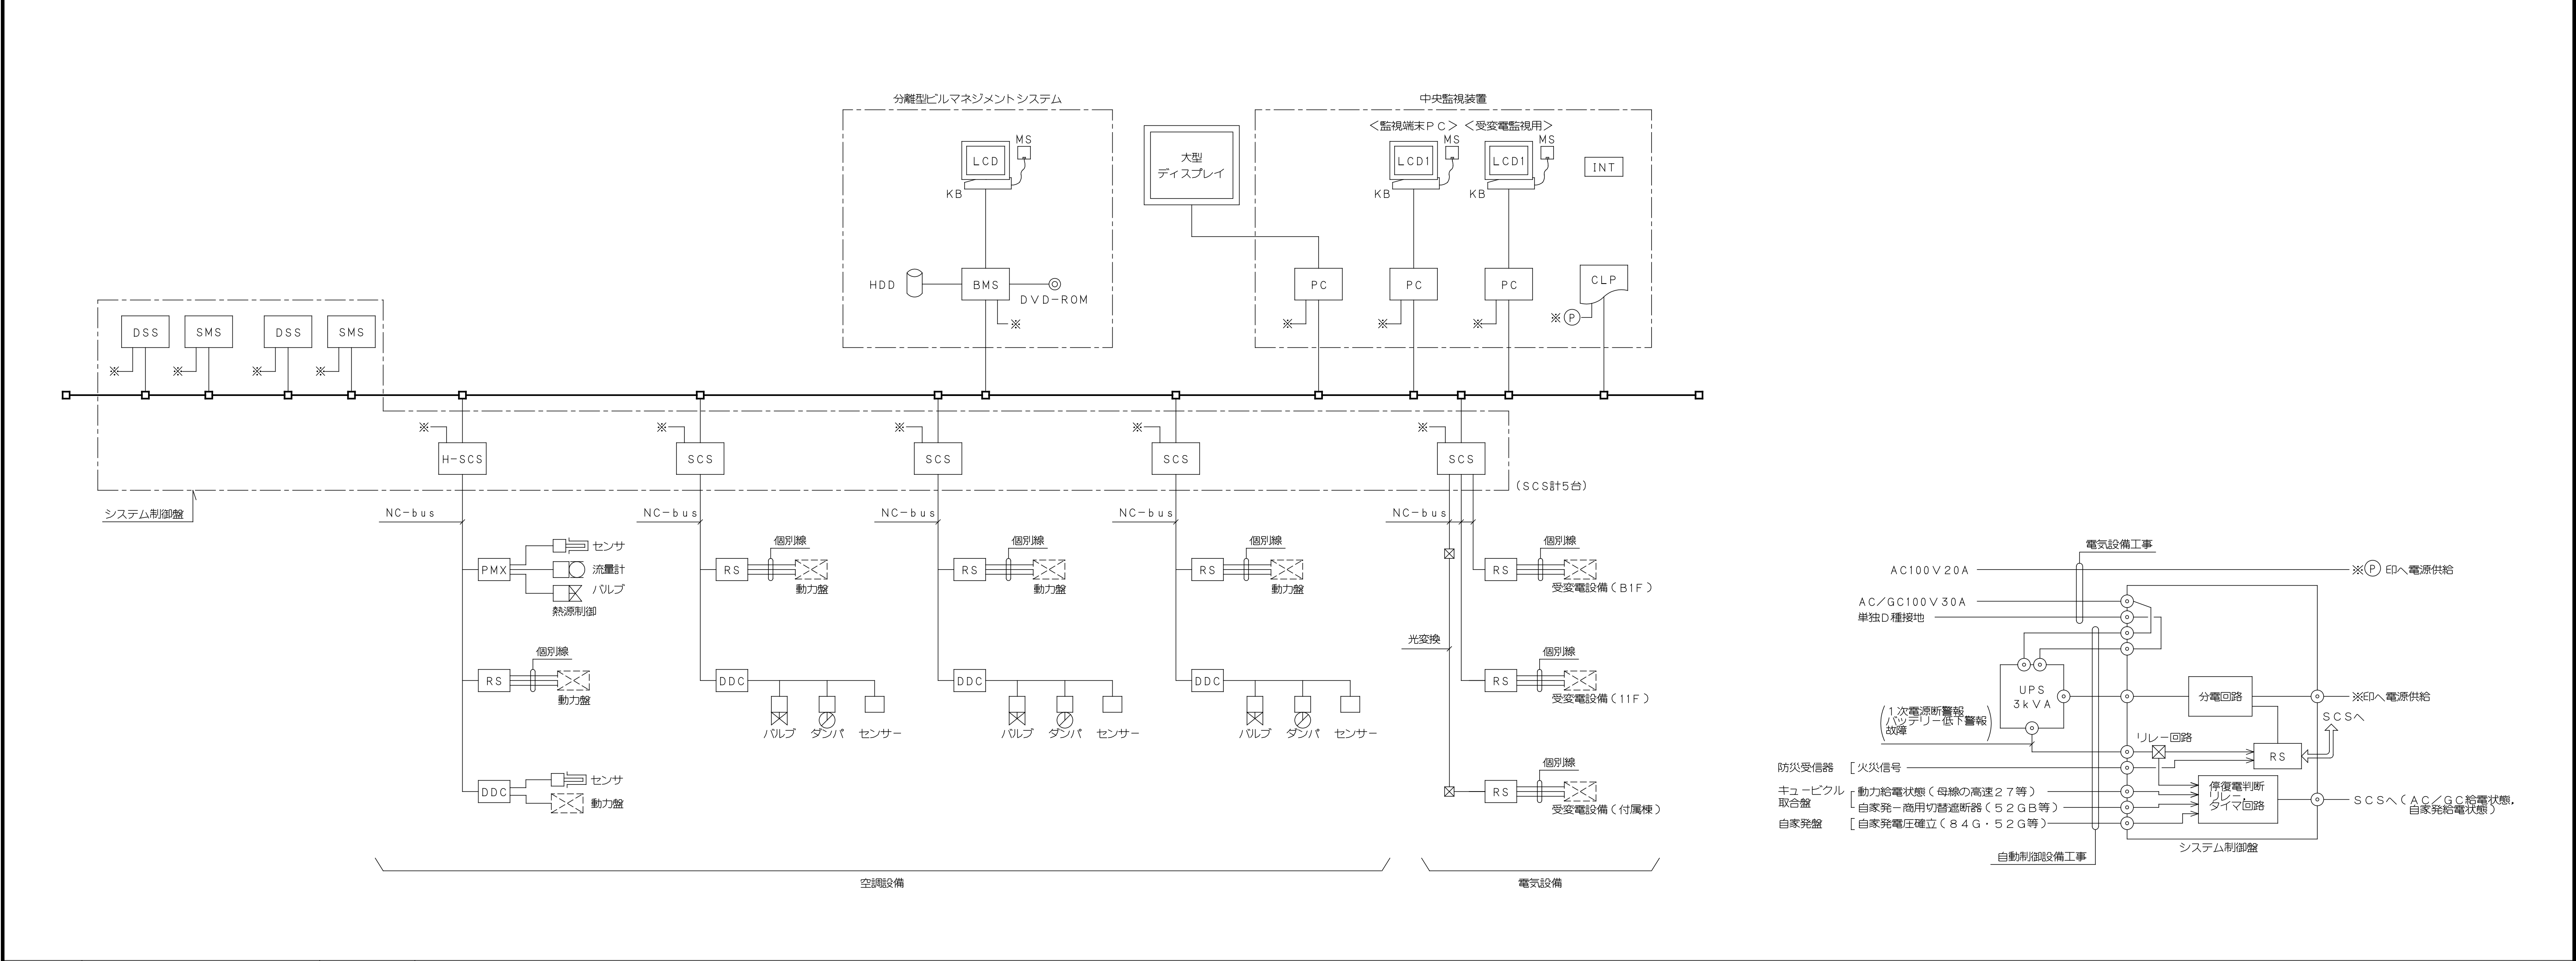 分離型ビルマネジメントシステム
中央監視装置
LCD
MS
KB
HDD
BMS
DVD-ROM
※
大型
ディスプレイ
<監視端末PC>
<受変電監視用>
MS
MS
LCD1
LCD1
INT
KB
KB
PC
PC
PC
CLP
※
※
※
※Ⓟ
DSS
SMS
DSS
SMS
※
※
※
※
※
※
※
※
※
H-SCS
SCS
SCS
SCS
SCS
(SCS計5台)
システム制御盤
NC-bus
NC-bus
NC-bus
NC-bus
NC-bus
PMX
センサ
流量計
バルブ
熱源制御
個別線
RS
動力盤
DDC
センサ
動力盤
個別線
RS
動力盤
DDC
バルブ
ダンパ
センサー
個別線
RS
動力盤
DDC
バルブ
ダンパ
センサー
個別線
RS
動力盤
DDC
バルブ
ダンパ
センサー
個別線
RS
受変電設備(B1F)
光変換
個別線
RS
受変電設備(11F)
個別線
RS
受変電設備(付属棟)
空調設備
電気設備
電気設備工事
AC100V20A
※Ⓟ印へ電源供給
AC/GC100V30A
単独D種接地
UPS
3kVA
分電回路
※印へ電源供給
SCSへ
1次電源断警報
バッテリー低下警報
故障
リレー回路
RS
防災受信器
火災信号
キュービクル
取合盤
動力給電状態(母線の高速27等)
自家発-商用切替遮断器(52GB等)
自家発盤
自家発電圧確立(84G・52G等)
停復電判断
リレー,
タイマ回路
SCSへ(AC/GC給電状態,
自家発給電状態)
自動制御設備工事
システム制御盤